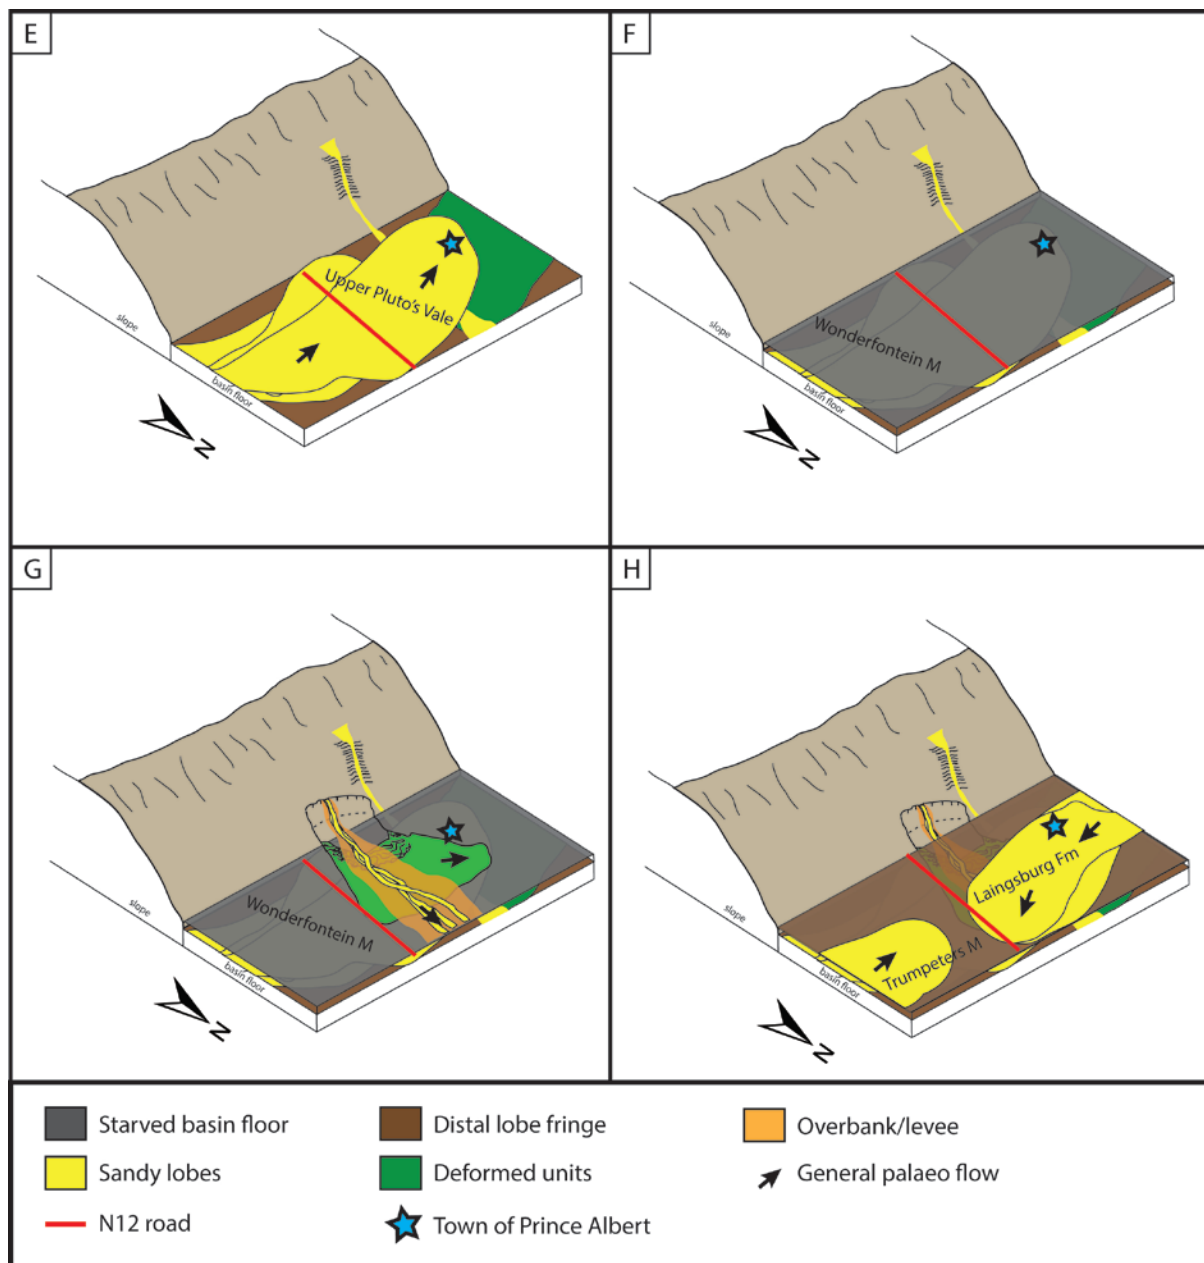 E
Upper Pluto's Vale
slope
basin floor
N
F
Wonderfontein M
slope
basin floor
N
G
Wonderfontein M
slope
basin floor
N
H
Laingsburg Fm
Trumpeters M
slope
basin floor
N
Starved basin floor
Distal lobe fringe
Overbank/levee
Sandy lobes
Deformed units
General palaeo flow
N12 road
Town of Prince Albert